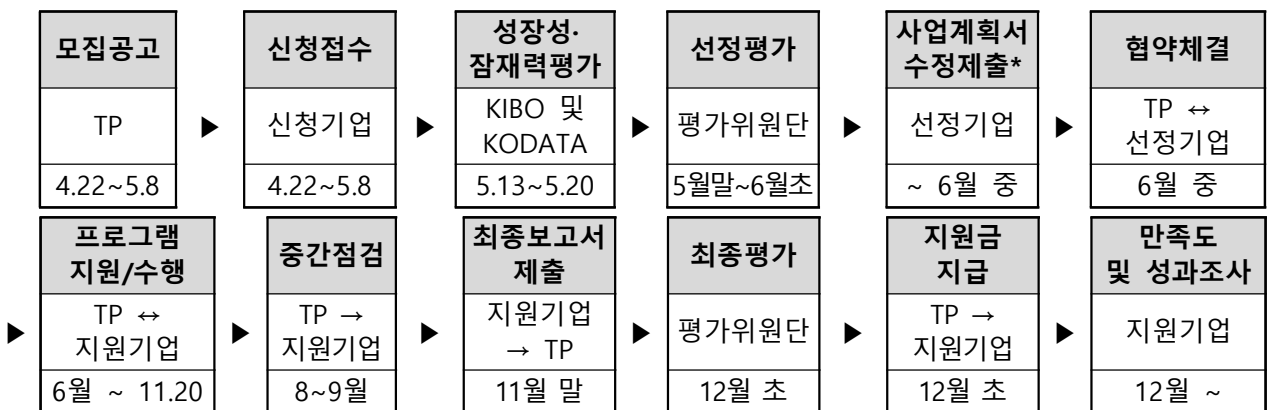 모집공고
TP
4.22~5.8
▶
신청접수
신청기업
4.22~5.8
▶
성장성·
잠재력평가
KIBO 및
KODATA
5.13~5.20
▶
선정평가
평가위원단
5월말~6월초
▶
사업계획서
수정제출*
선정기업
~ 6월 중
▶
협약체결
TP ↔
선정기업
6월 중
▶
프로그램
지원/수행
TP ↔
지원기업
6월 ~ 11.20
▶
중간점검
TP →
지원기업
8~9월
▶
최종보고서
제출
지원기업
→ TP
11월 말
▶
최종평가
평가위원단
12월 초
▶
지원금
지급
TP →
지원기업
12월 초
▶
만족도
및 성과조사
지원기업
12월 ~